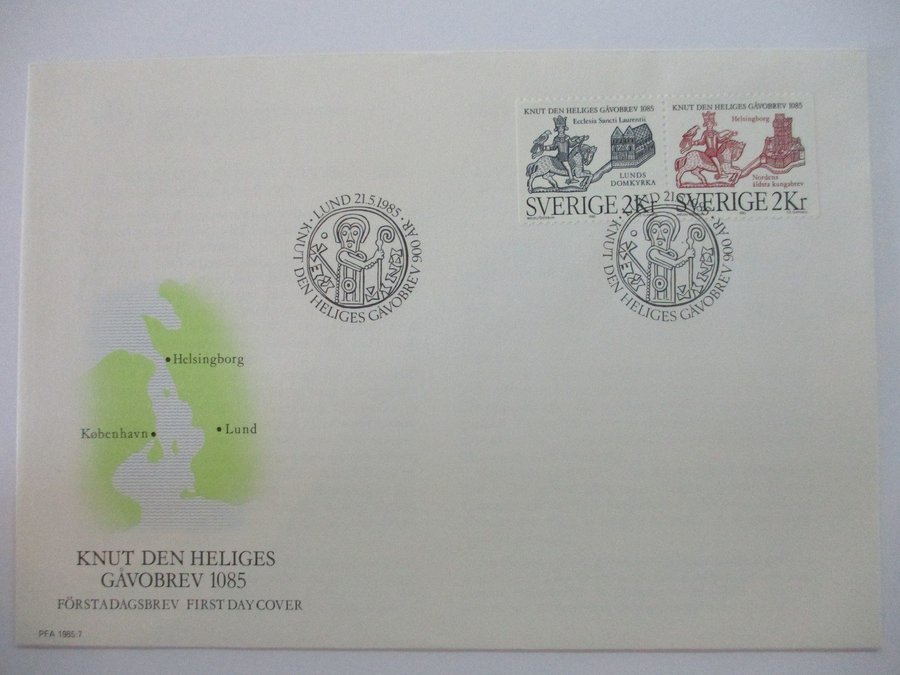 KNUT DEN HELIGES GÅVOBREV 1085
Ecclesia Sancti Laurentii
LUNDS
DOMKYRKA
SVERIGE 2Kr
KNUT DEN HELIGES GÅVOBREV 1085
Helsingborg
Nordens
äldsta kungabrev
SVERIGE 2Kr
LUND 21.5.1985
KNUT DEN HELIGES GÅVOBREV 900 ÅR
LUND 21
KNUT DEN HELIGES GÅVOBREV 900 ÅR
Helsingborg
København
Lund
KNUT DEN HELIGES
GÅVOBREV 1085
FÖRSTADAGSBREV FIRST DAY COVER
PFA 1985:7